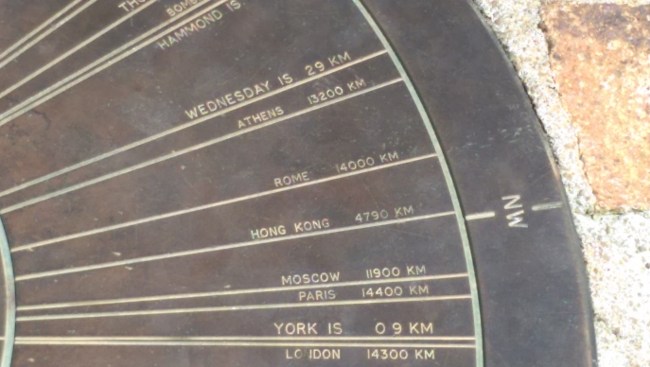 HAMMOND IS
WEDNESDAY IS 29 KM
ATHENS 13200 KM
ROME 14000 KM
HONG KONG 4790 KM
NW
MOSCOW 11900 KM
PARIS 14400 KM
YORK IS 0 9 KM
LONDON 14300 KM